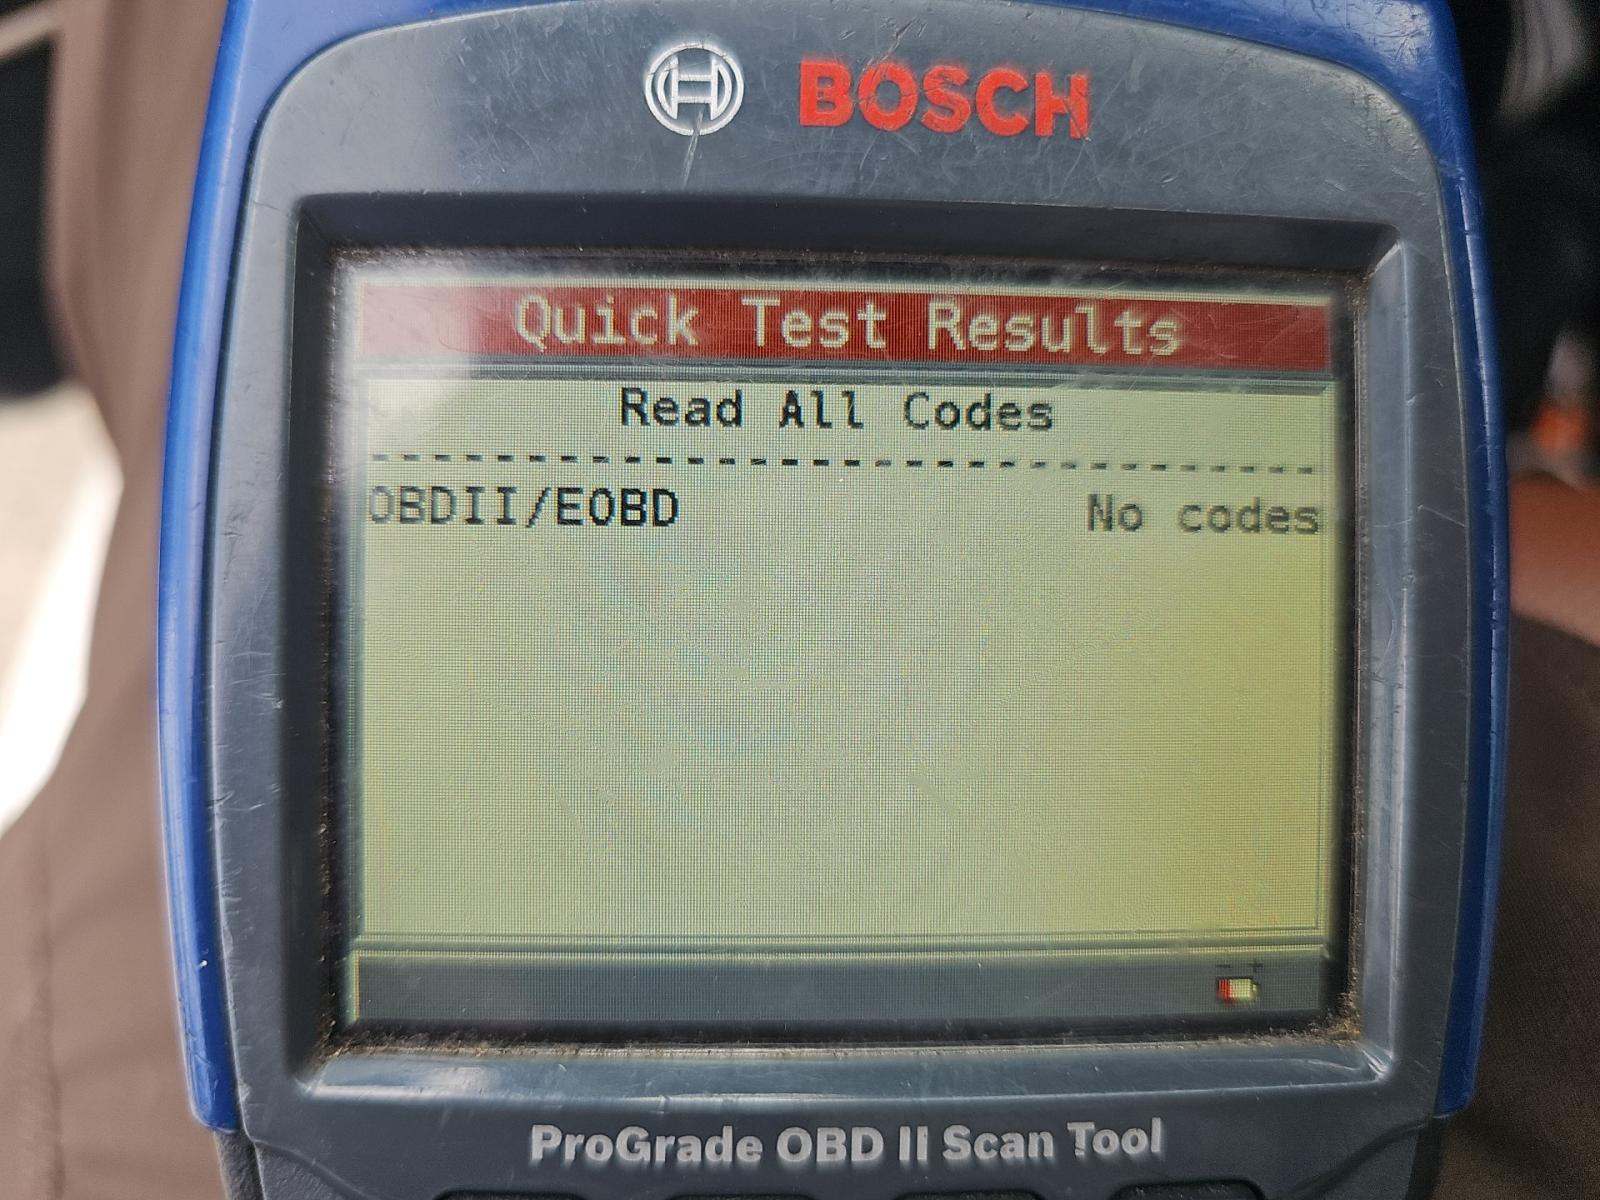 BOSCH
Quick Test Results
Read All Codes
OBDII/EOBD No codes
- +
ProGrade OBD II Scan Tool